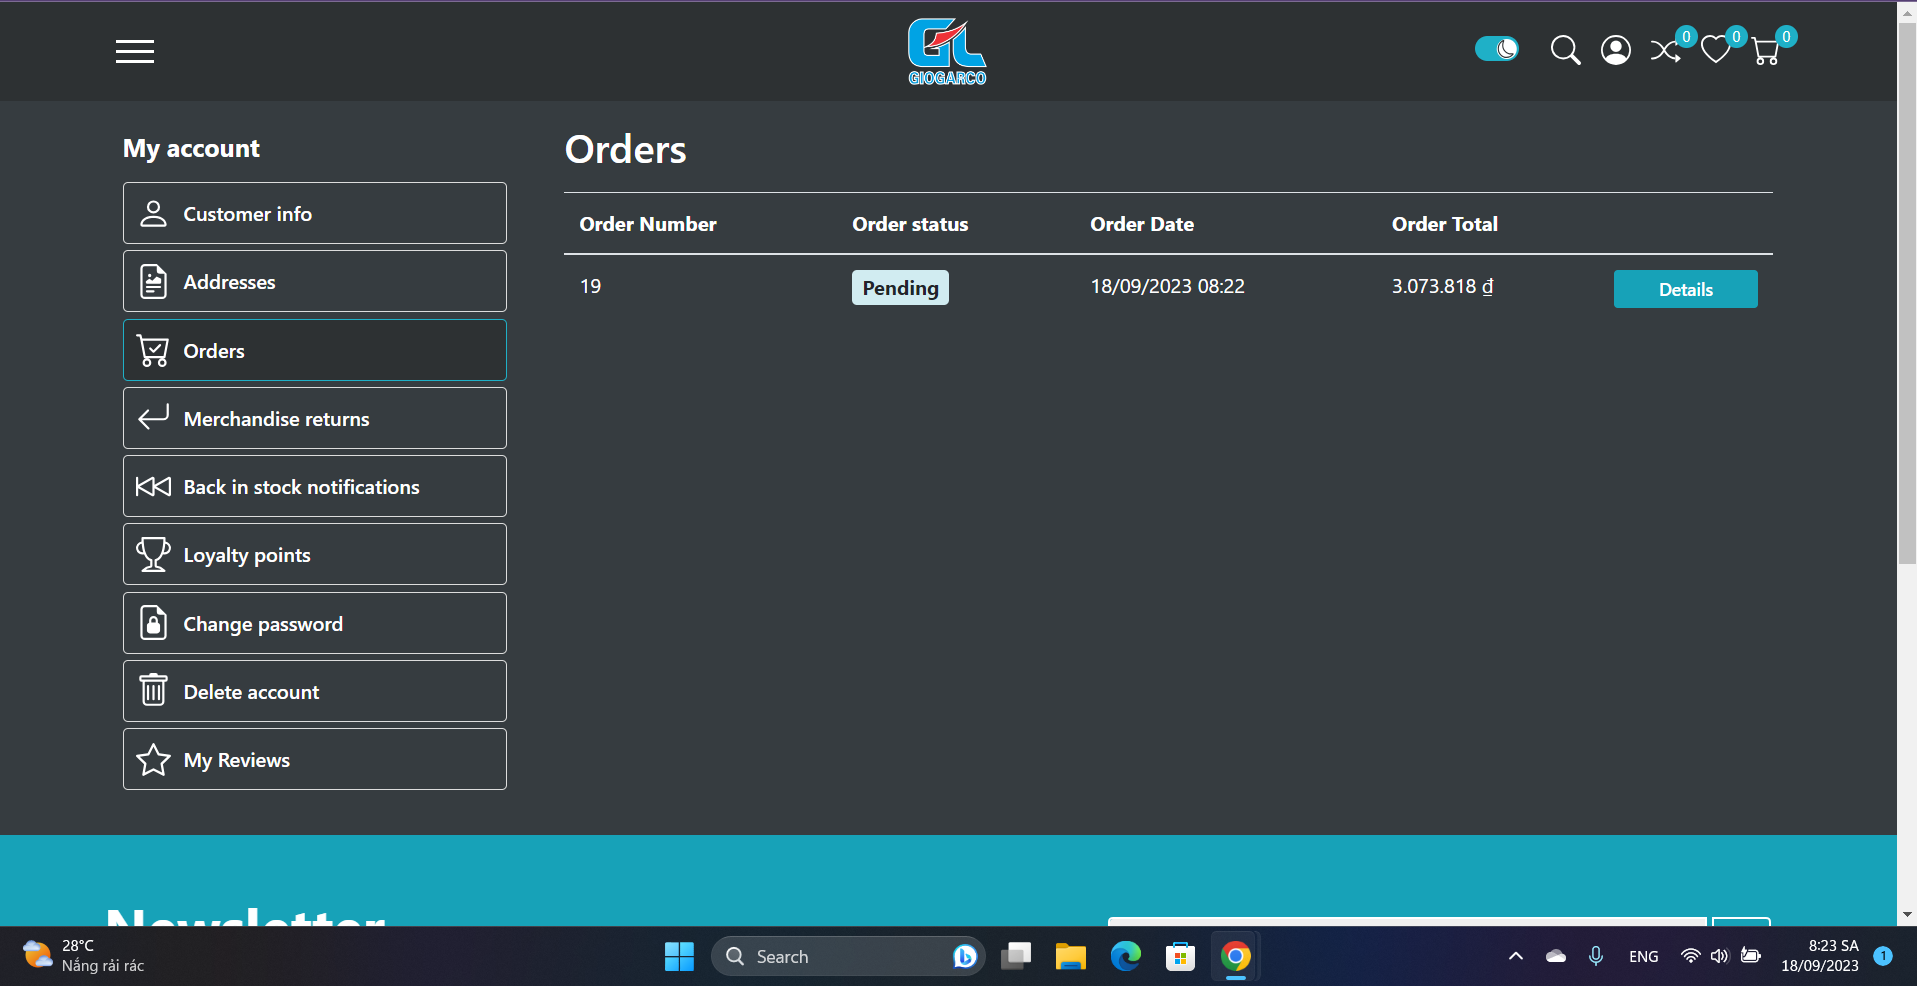 GIOGARCO
0
0
0
My account
Customer info
Addresses
Orders
Merchandise returns
Back in stock notifications
Loyalty points
Change password
Delete account
My Reviews
Orders
Order Number Order status Order Date Order Total
19 Pending 18/09/2023 08:22 3.073.818 ₫ Details
Newsletter
28°C
Nắng rải rác
Search
ENG
8:23 SA
18/09/2023
1